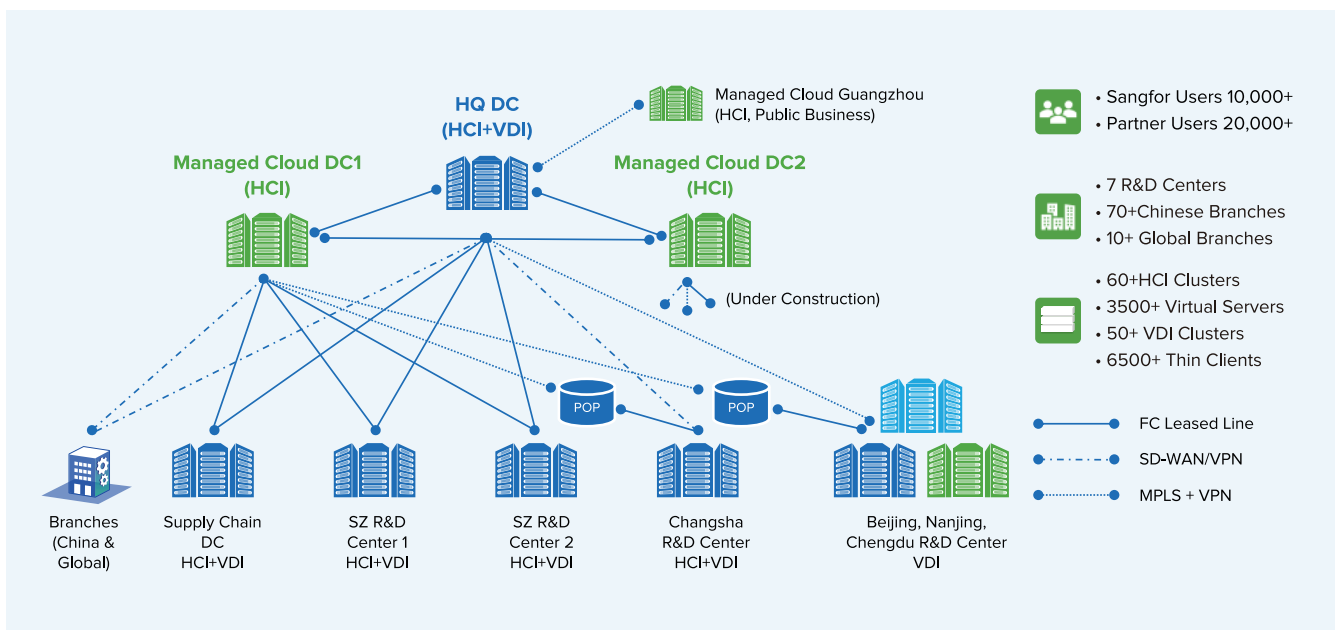 HQ DC
(HCI+VDI)
Managed Cloud Guangzhou
(HCI, Public Business)
Managed Cloud DC1
(HCI)
Managed Cloud DC2
(HCI)
(Under Construction)
POP
POP
Branches
(China &
Global)
Supply Chain
DC
HCI+VDI
SZ R&D
Center 1
HCI+VDI
SZ R&D
Center 2
HCI+VDI
Changsha
R&D Center
HCI+VDI
Beijing, Nanjing,
Chengdu R&D Center
VDI
• Sangfor Users 10,000+
• Partner Users 20,000+
• 7 R&D Centers
• 70+Chinese Branches
• 10+ Global Branches
• 60+HCI Clusters
• 3500+ Virtual Servers
• 50+ VDI Clusters
• 6500+ Thin Clients
FC Leased Line
SD-WAN/VPN
MPLS + VPN